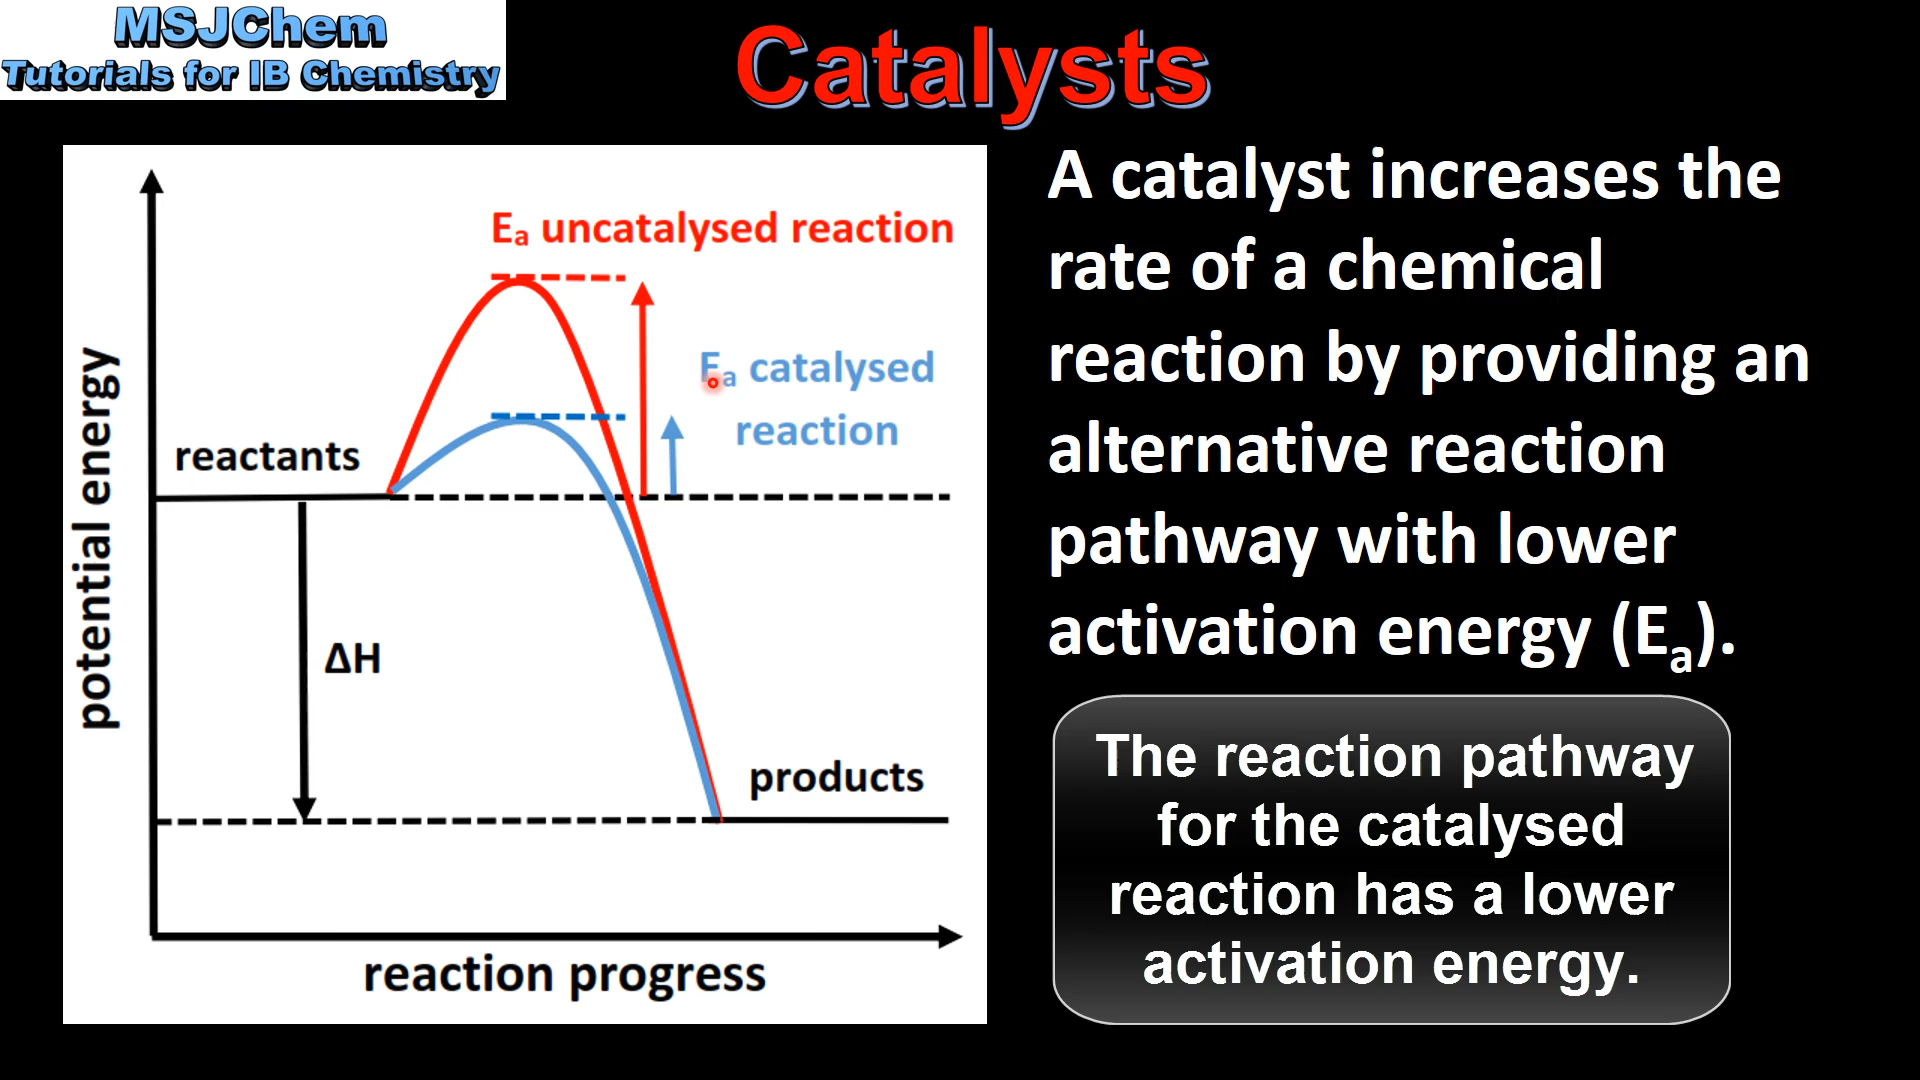 MSJChem
Tutorials for IB Chemistry
Catalysts
Ea uncatalysed reaction
Ea catalysed
reaction
reactants
ΔH
products
potential energy
reaction progress
A catalyst increases the
rate of a chemical
reaction by providing an
alternative reaction
pathway with lower
activation energy (Ea).
The reaction pathway
for the catalysed
reaction has a lower
activation energy.